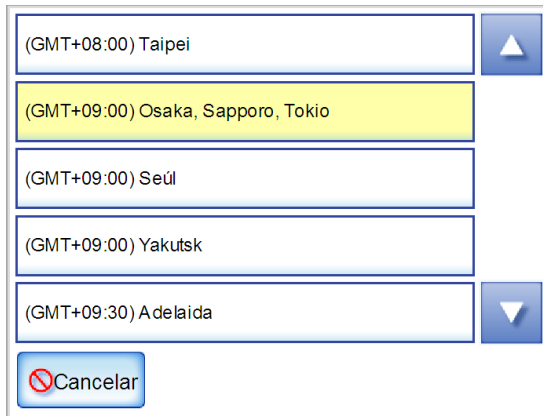 (GMT+08:00) Taipei
(GMT+09:00) Osaka, Sapporo, Tokio
(GMT+09:00) Seúl
(GMT+09:00) Yakutsk
(GMT+09:30) Adelaida
Cancelar